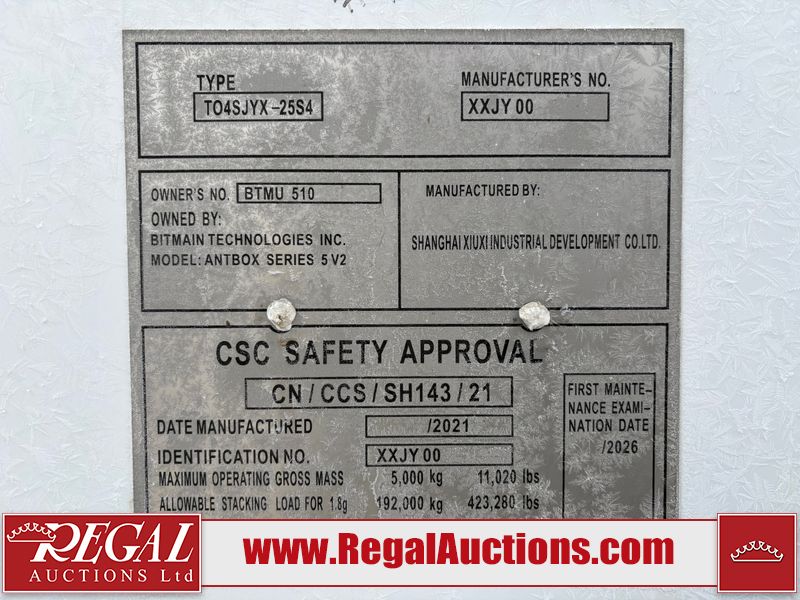 TYPE
TO4SJYX-25S4
MANUFACTURER'S NO.
XXJY 00
OWNER'S NO. BTMU 510
OWNED BY:
BITMAIN TECHNOLOGIES INC.
MODEL: ANTBOX SERIES 5 V2
MANUFACTURED BY:
SHANGHAI XIUXI INDUSTRIAL DEVELOPMENT CO.LTD.
CSC SAFETY APPROVAL
CN/CCS/SH143/21
DATE MANUFACTURED /2021
IDENTIFICATION NO. XXJY 00
MAXIMUM OPERATING GROSS MASS 5,000 kg 11,020 lbs
ALLOWABLE STACKING LOAD FOR 1.8g 192,000 kg 423,280 lbs
FIRST MAINTE-
NANCE EXAMI-
NATION DATE
/2026
REGAL
AUCTIONS Ltd
www.RegalAuctions.com